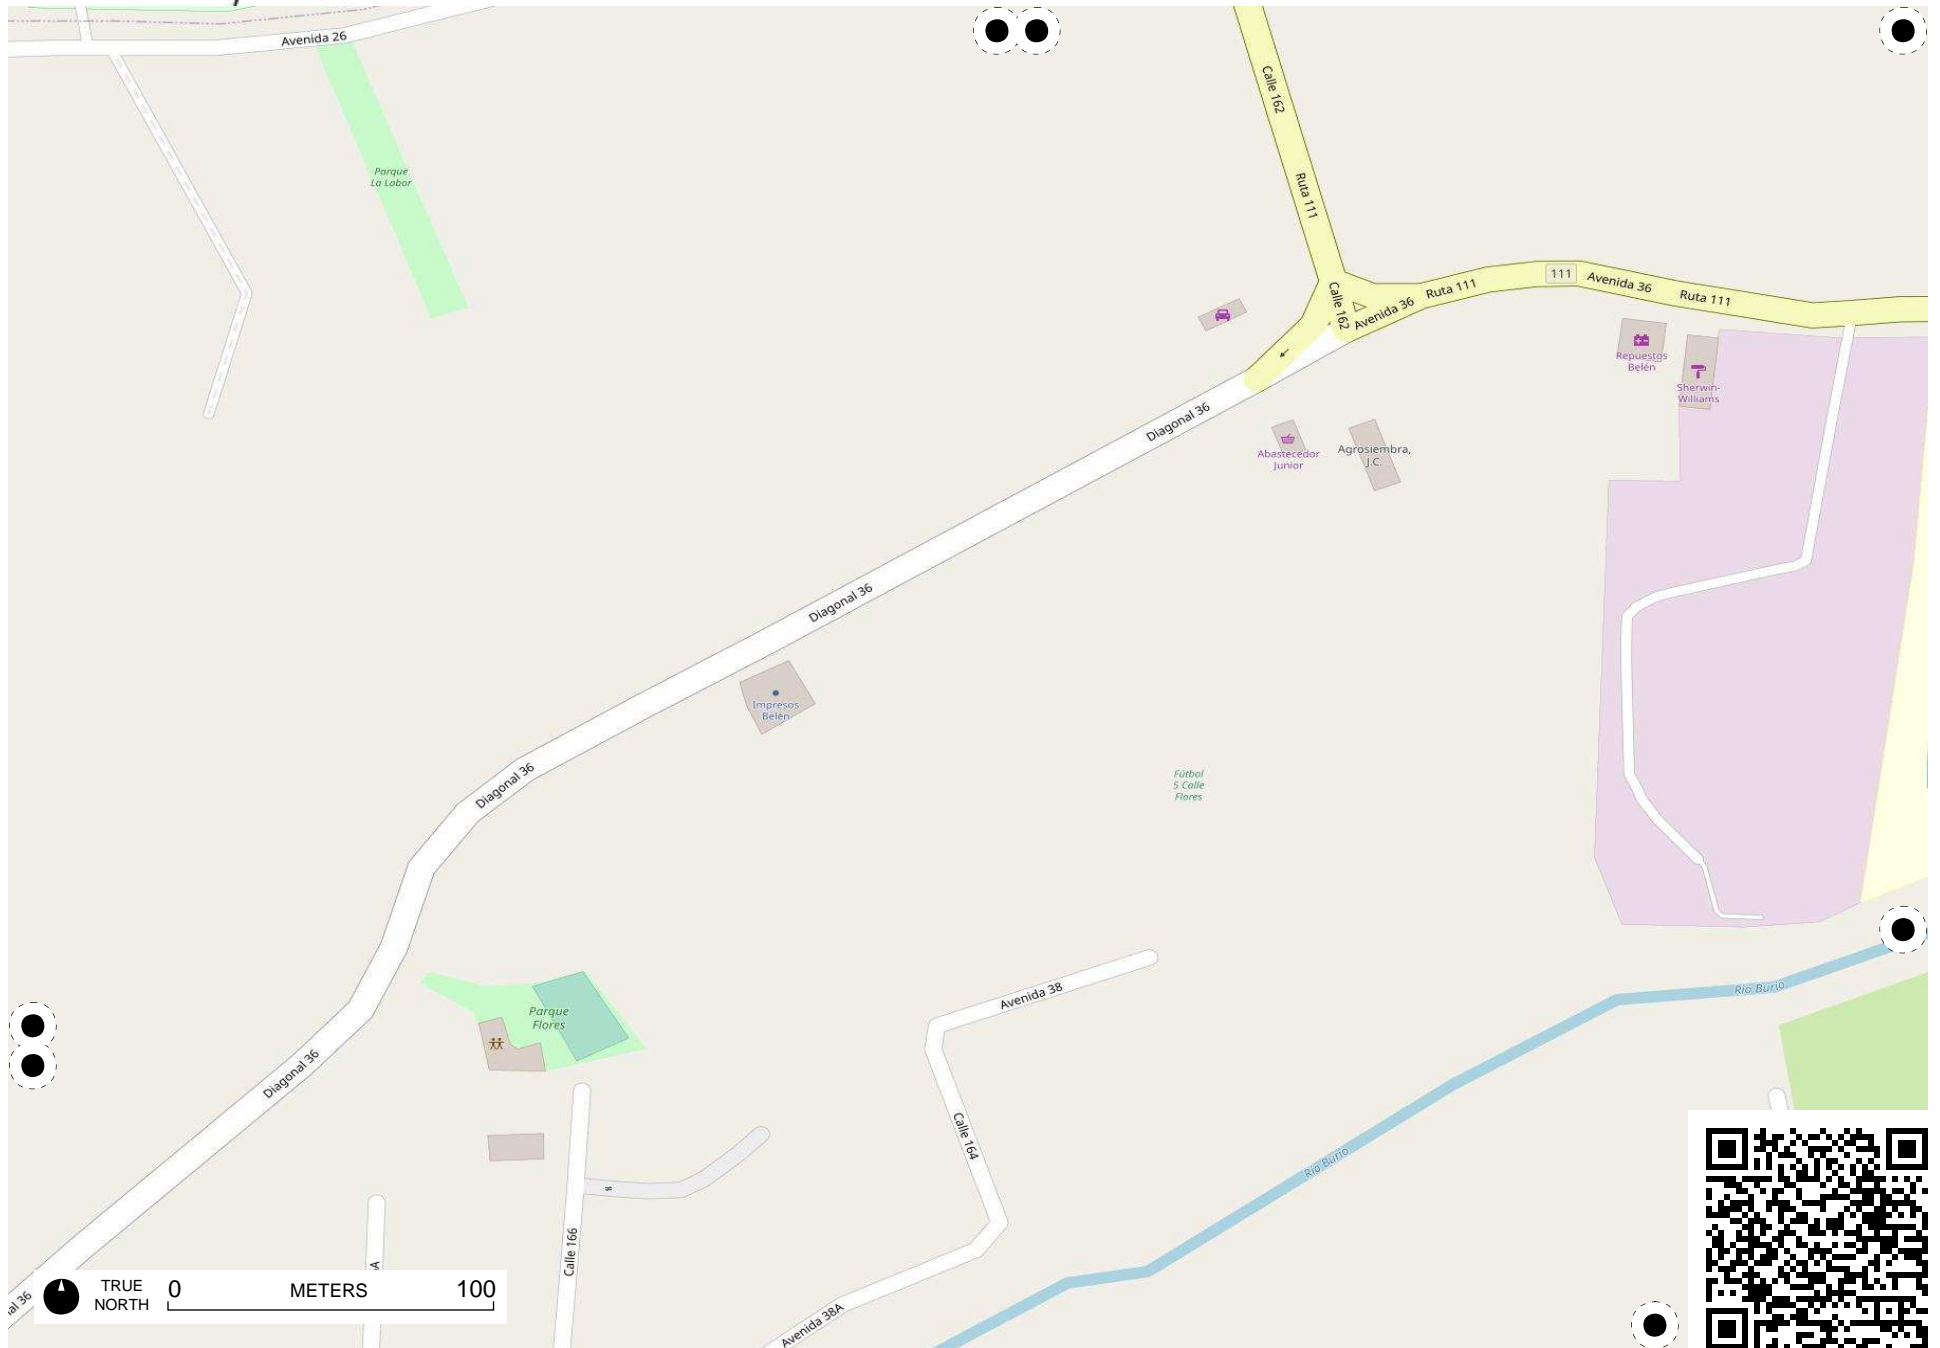 Avenida 26
Calle 162
Parque
La Labor
Ruta 111
111
Avenida 36
Ruta 111
Ruta 111
Calle 162
Avenida 36
Repuestos
Belén
Sherwin-
Williams
Diagonal 36
Abastecedor
Junior
Agrosiembra,
J.C.
Diagonal 36
Impresos
Belén
Diagonal 36
Fútbol
5 Calle
Flores
Río Burío
Avenida 38
Parque
Flores
Diagonal 36
Calle 164
Río Burío
Calle 166
A
al 36
TRUE
NORTH
0 METERS 100
Avenida 38A